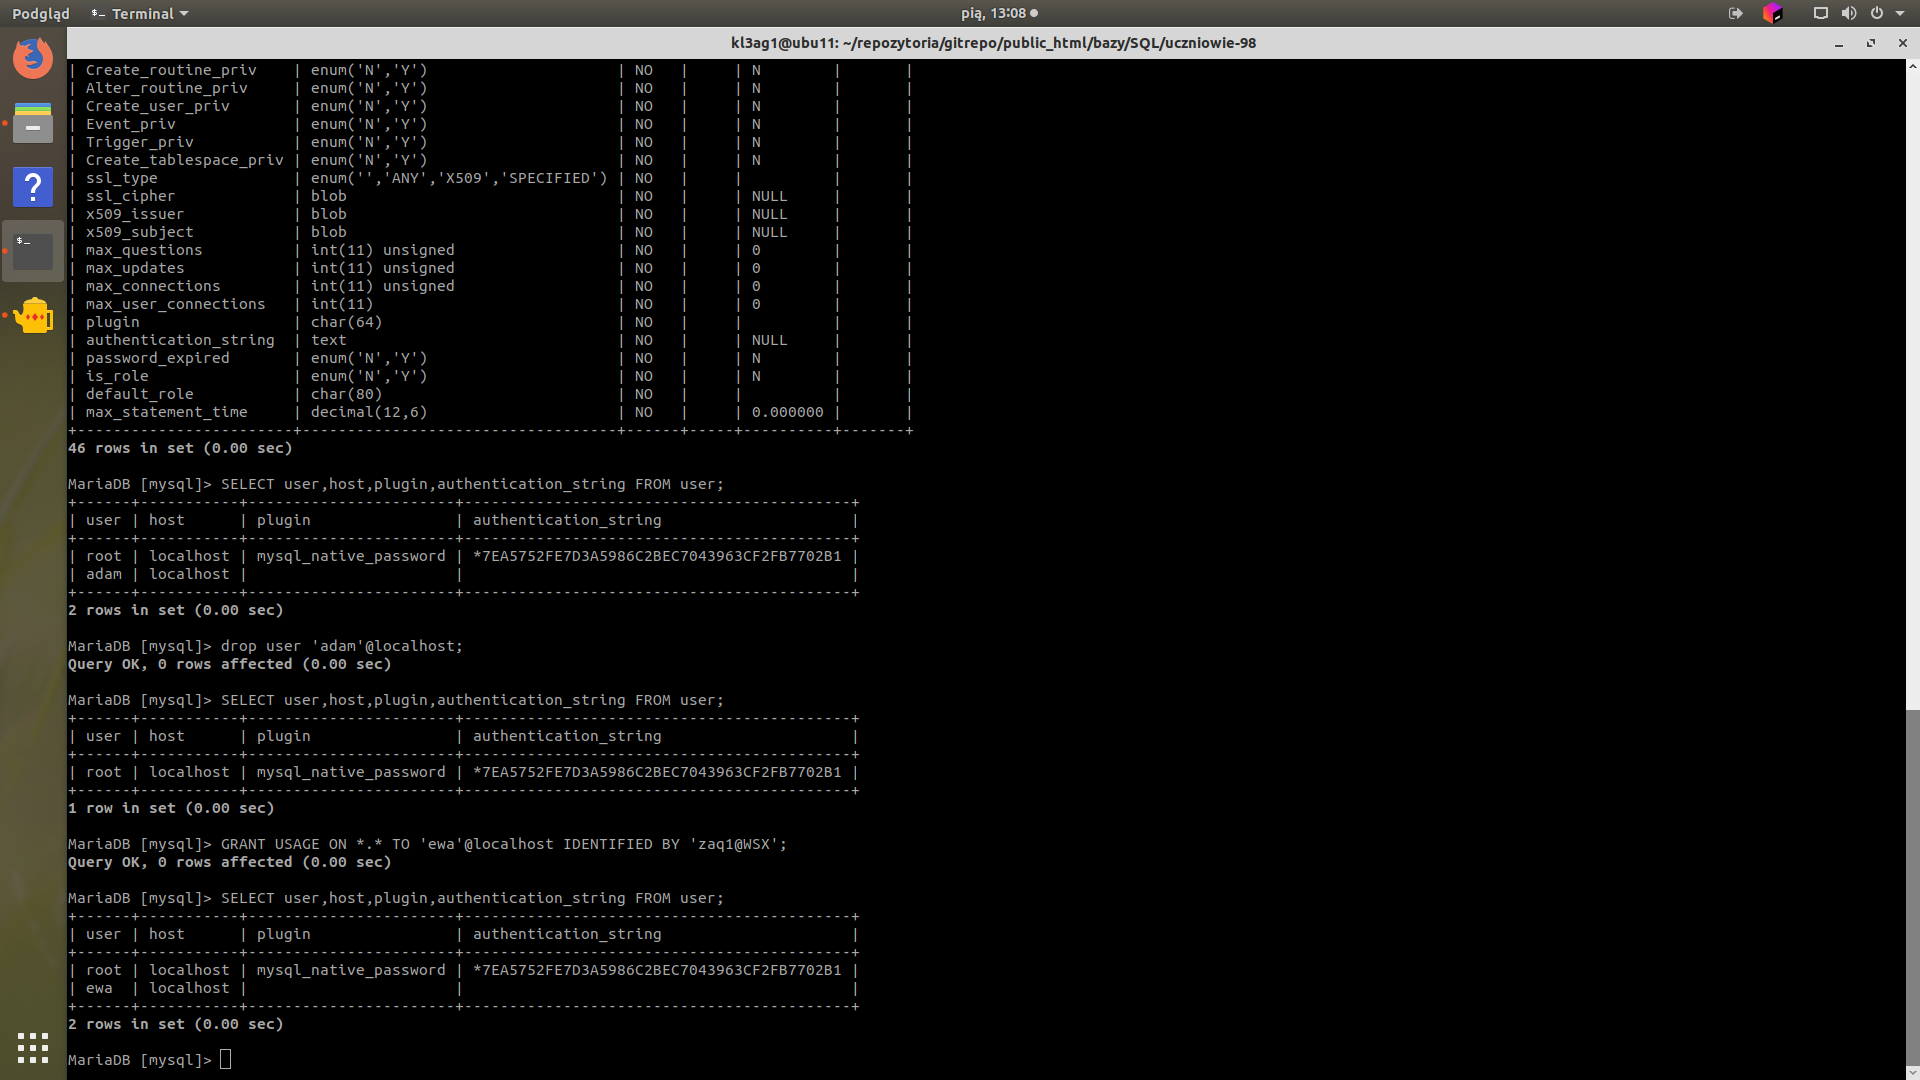 Podgląd
Terminal
pią, 13:08
kl3ag1@ubu11: ~/repozytoria/gitrepo/public_html/bazy/SQL/uczniowie-98
| Create_routine_priv    | enum('N','Y')                     | NO   |     | N        |       |
| Alter_routine_priv     | enum('N','Y')                     | NO   |     | N        |       |
| Create_user_priv       | enum('N','Y')                     | NO   |     | N        |       |
| Event_priv             | enum('N','Y')                     | NO   |     | N        |       |
| Trigger_priv           | enum('N','Y')                     | NO   |     | N        |       |
| Create_tablespace_priv | enum('N','Y')                     | NO   |     | N        |       |
| ssl_type               | enum('','ANY','X509','SPECIFIED') | NO   |     |          |       |
| ssl_cipher             | blob                              | NO   |     | NULL     |       |
| x509_issuer            | blob                              | NO   |     | NULL     |       |
| x509_subject           | blob                              | NO   |     | NULL     |       |
| max_questions          | int(11) unsigned                  | NO   |     | 0        |       |
| max_updates            | int(11) unsigned                  | NO   |     | 0        |       |
| max_connections        | int(11) unsigned                  | NO   |     | 0        |       |
| max_user_connections   | int(11)                           | NO   |     | 0        |       |
| plugin                 | char(64)                          | NO   |     |          |       |
| authentication_string  | text                              | NO   |     | NULL     |       |
| password_expired       | enum('N','Y')                     | NO   |     | N        |       |
| is_role                | enum('N','Y')                     | NO   |     | N        |       |
| default_role           | char(80)                          | NO   |     |          |       |
| max_statement_time     | decimal(12,6)                     | NO   |     | 0.000000 |       |
+------------------------+-----------------------------------+------+-----+----------+-------+
46 rows in set (0.00 sec)
MariaDB [mysql]> SELECT user,host,plugin,authentication_string FROM user;
+------+-----------+-----------------------+-------------------------------------------+
| user | host      | plugin                | authentication_string                     |
+------+-----------+-----------------------+-------------------------------------------+
| root | localhost | mysql_native_password | *7EA5752FE7D3A5986C2BEC7043963CF2FB7702B1 |
| adam | localhost |                       |                                           |
+------+-----------+-----------------------+-------------------------------------------+
2 rows in set (0.00 sec)
MariaDB [mysql]> drop user 'adam'@localhost;
Query OK, 0 rows affected (0.00 sec)
MariaDB [mysql]> SELECT user,host,plugin,authentication_string FROM user;
+------+-----------+-----------------------+-------------------------------------------+
| user | host      | plugin                | authentication_string                     |
+------+-----------+-----------------------+-------------------------------------------+
| root | localhost | mysql_native_password | *7EA5752FE7D3A5986C2BEC7043963CF2FB7702B1 |
+------+-----------+-----------------------+-------------------------------------------+
1 row in set (0.00 sec)
MariaDB [mysql]> GRANT USAGE ON *.* TO 'ewa'@localhost IDENTIFIED BY 'zaq1@WSX';
Query OK, 0 rows affected (0.00 sec)
MariaDB [mysql]> SELECT user,host,plugin,authentication_string FROM user;
+------+-----------+-----------------------+-------------------------------------------+
| user | host      | plugin                | authentication_string                     |
+------+-----------+-----------------------+-------------------------------------------+
| root | localhost | mysql_native_password | *7EA5752FE7D3A5986C2BEC7043963CF2FB7702B1 |
| ewa  | localhost |                       |                                           |
+------+-----------+-----------------------+-------------------------------------------+
2 rows in set (0.00 sec)
MariaDB [mysql]>